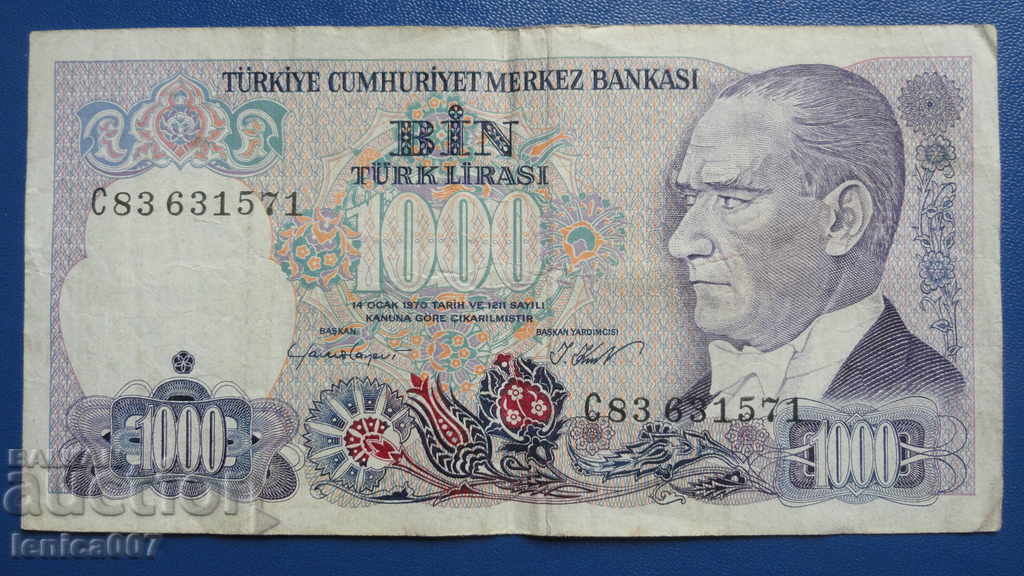 TÜRKİYE CUMHURİYET MERKEZ BANKASI
BİN
TÜRK LİRASI
C83 631571
1000
14 OCAK 1970 TARİH VE 1211 SAYILI
KANUNA GÖRE ÇIKARILMIŞTIR
BAŞKAN
BAŞKAN YARDIMCISI
C83 631571
1000
1000
BALKAN
auction
lenica007